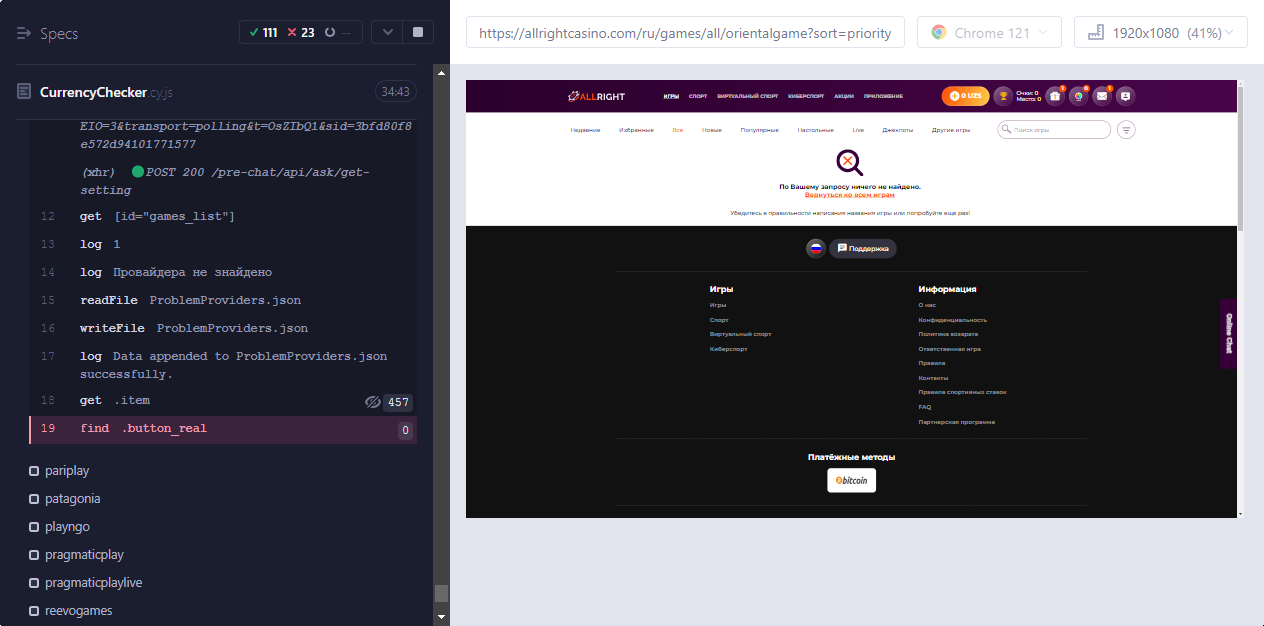 Specs
111 23 --
CurrencyChecker.cy.js
34:43
EIO=3&transport=polling&t=OsZIbQ1&sid=3bfd80f8
e572d94101771577
(xhr) POST 200 /pre-chat/api/ask/get-
setting
12 get [id="games_list"]
13 log 1
14 log Провайдера не знайдено
15 readFile ProblemProviders.json
16 writeFile ProblemProviders.json
17 log Data appended to ProblemProviders.json
successfully.
18 get .item 457
19 find .button_real 0
pariplay
patagonia
playngo
pragmaticplay
pragmaticplaylive
reevogames
https://allrightcasino.com/ru/games/all/orientalgame?sort=priority
Chrome 121
1920x1080 (41%)
ALLRIGHT
ИГРЫ СПОРТ ВИРТУАЛЬНЫЙ СПОРТ КИБЕРСПОРТ АКЦИИ ПРИЛОЖЕНИЕ
0 UZS
Очки: 0
Место: 0
Недавние Избранные Все Новые Популярные Настольные Live Джекпоты Другие игры
Поиск игры
По Вашему запросу ничего не найдено.
Вернуться ко всем играм
Убедитесь в правильности написания названия игры или попробуйте ещё раз!
Поддержка
Игры
Игры
Спорт
Виртуальный спорт
Киберспорт
Информация
О нас
Конфиденциальность
Политика возврата
Ответственная игра
Правила
Контакты
Правила спортивных ставок
FAQ
Партнерская программа
Online Chat
Платёжные методы
bitcoin